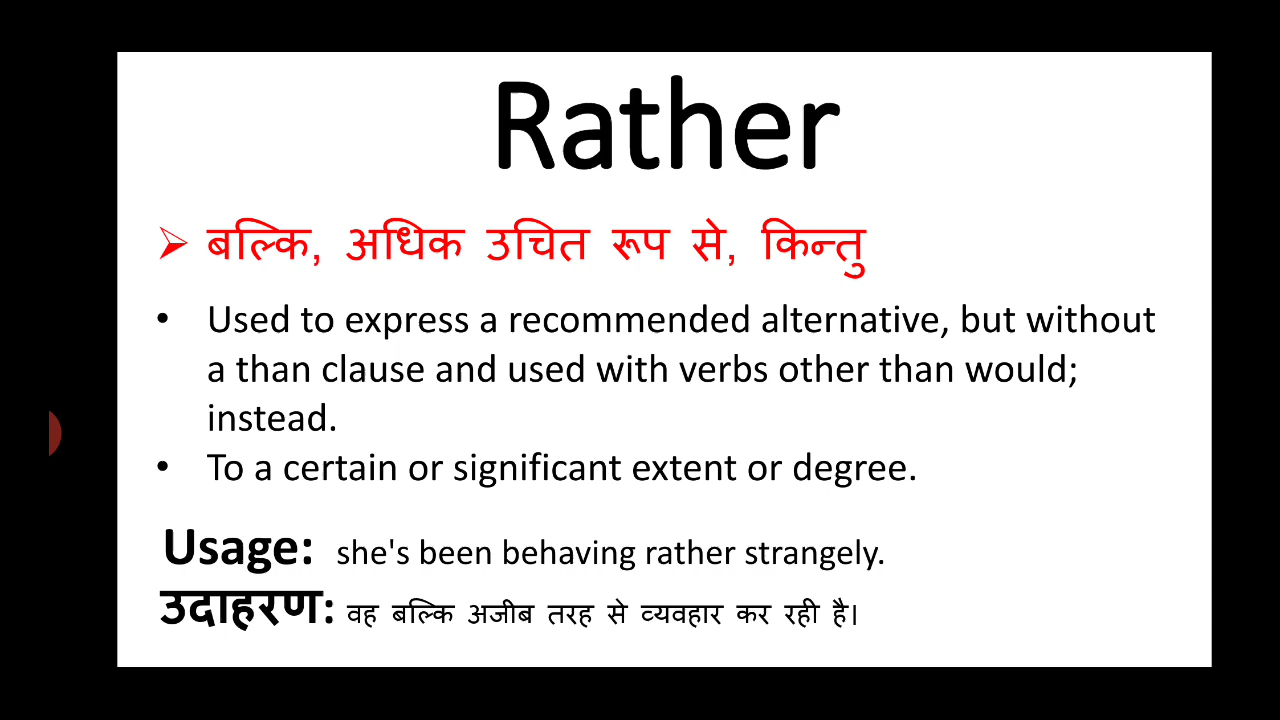 Rather
➢ बल्कि, अधिक उचित रूप से, किन्तु
• Used to express a recommended alternative, but without
a than clause and used with verbs other than would;
instead.
• To a certain or significant extent or degree.
Usage: she's been behaving rather strangely.
उदाहरण: वह बल्कि अजीब तरह से व्यवहार कर रही है।